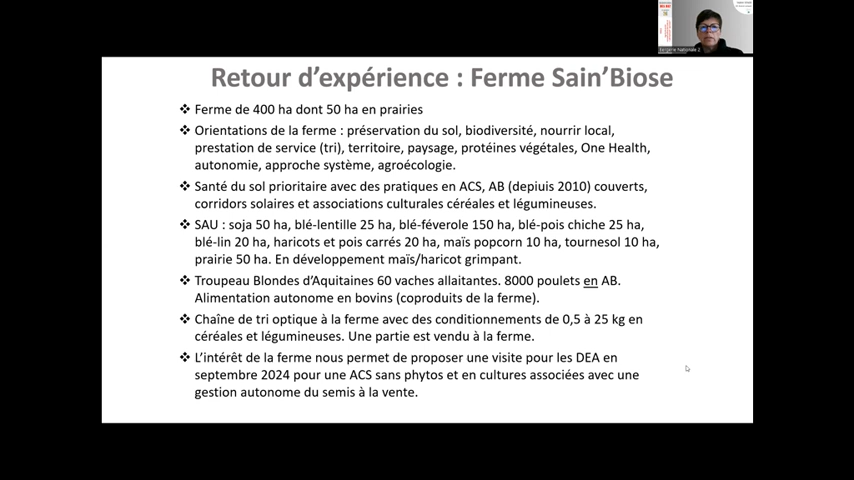 Retour d'expérience : Ferme Sain'Biose
❖ Ferme de 400 ha dont 50 ha en prairies
❖ Orientations de la ferme : préservation du sol, biodiversité, nourrir local,
prestation de service (tri), territoire, paysage, protéines végétales, One Health,
autonomie, approche système, agroécologie.
❖ Santé du sol prioritaire avec des pratiques en ACS, AB (depiuis 2010) couverts,
corridors solaires et associations culturales céréales et légumineuses.
❖ SAU : soja 50 ha, blé-lentille 25 ha, blé-féverole 150 ha, blé-pois chiche 25 ha,
blé-lin 20 ha, haricots et pois carrés 20 ha, maïs popcorn 10 ha, tournesol 10 ha,
prairie 50 ha. En développement maïs/haricot grimpant.
❖ Troupeau Blondes d'Aquitaines 60 vaches allaitantes. 8000 poulets en AB.
Alimentation autonome en bovins (coproduits de la ferme).
❖ Chaîne de tri optique à la ferme avec des conditionnements de 0,5 à 25 kg en
céréales et légumineuses. Une partie est vendu à la ferme.
❖ L'intérêt de la ferme nous permet de proposer une visite pour les DEA en
septembre 2024 pour une ACS sans phytos et en cultures associées avec une
gestion autonome du semis à la vente.